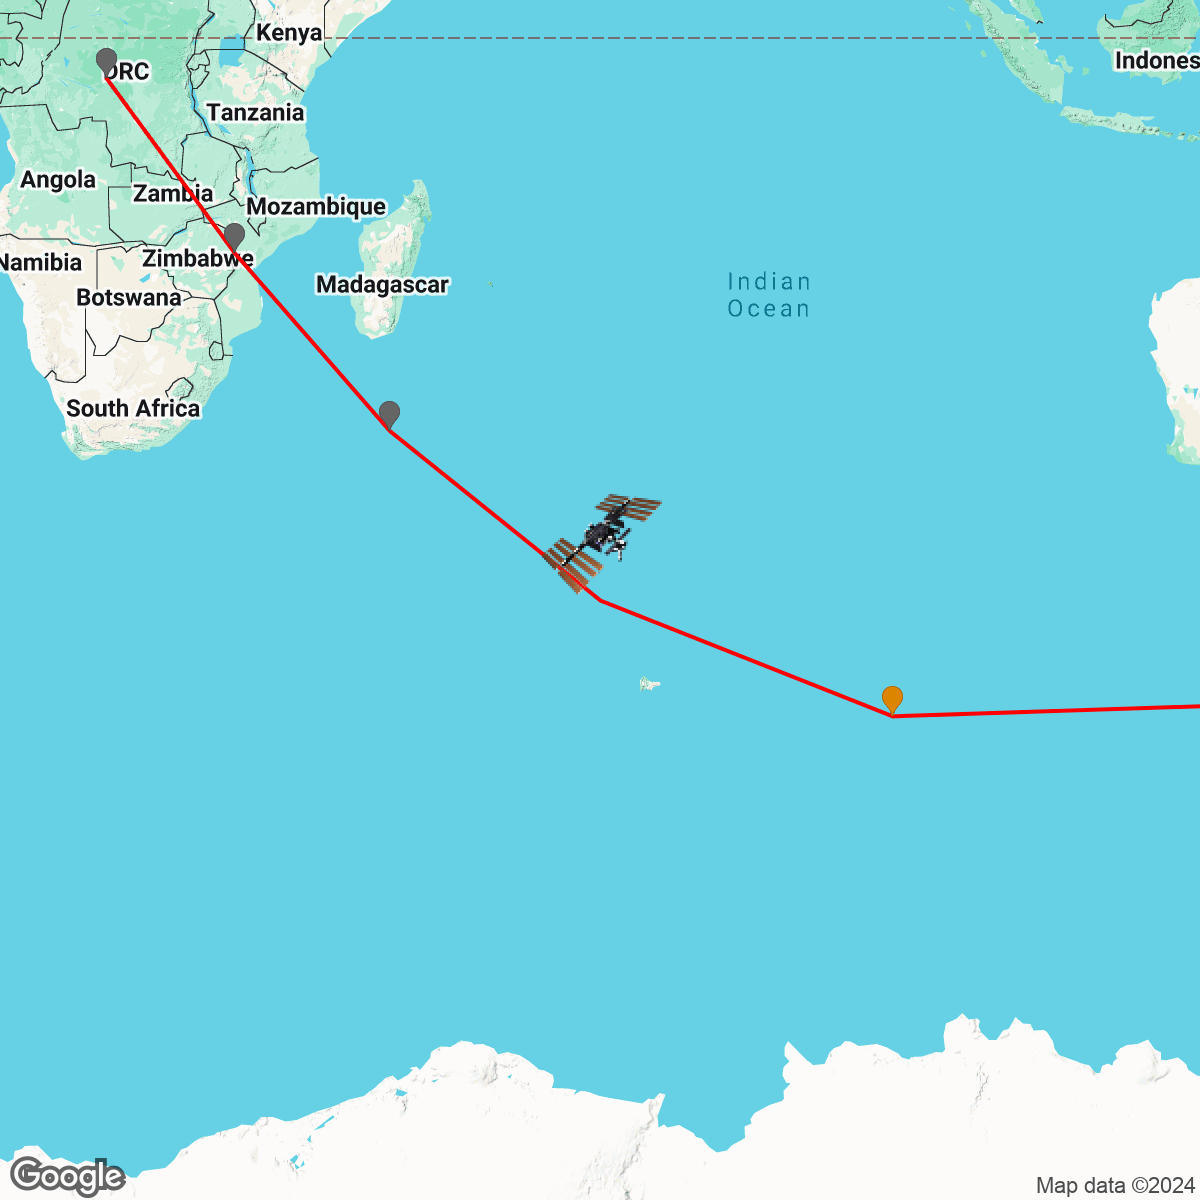 Kenya
Indones
DRC
Tanzania
Angola
Zambia
Mozambique
Namibia
Zimbabwe
Madagascar
Botswana
Indian
Ocean
South Africa
Google
Map data ©2024